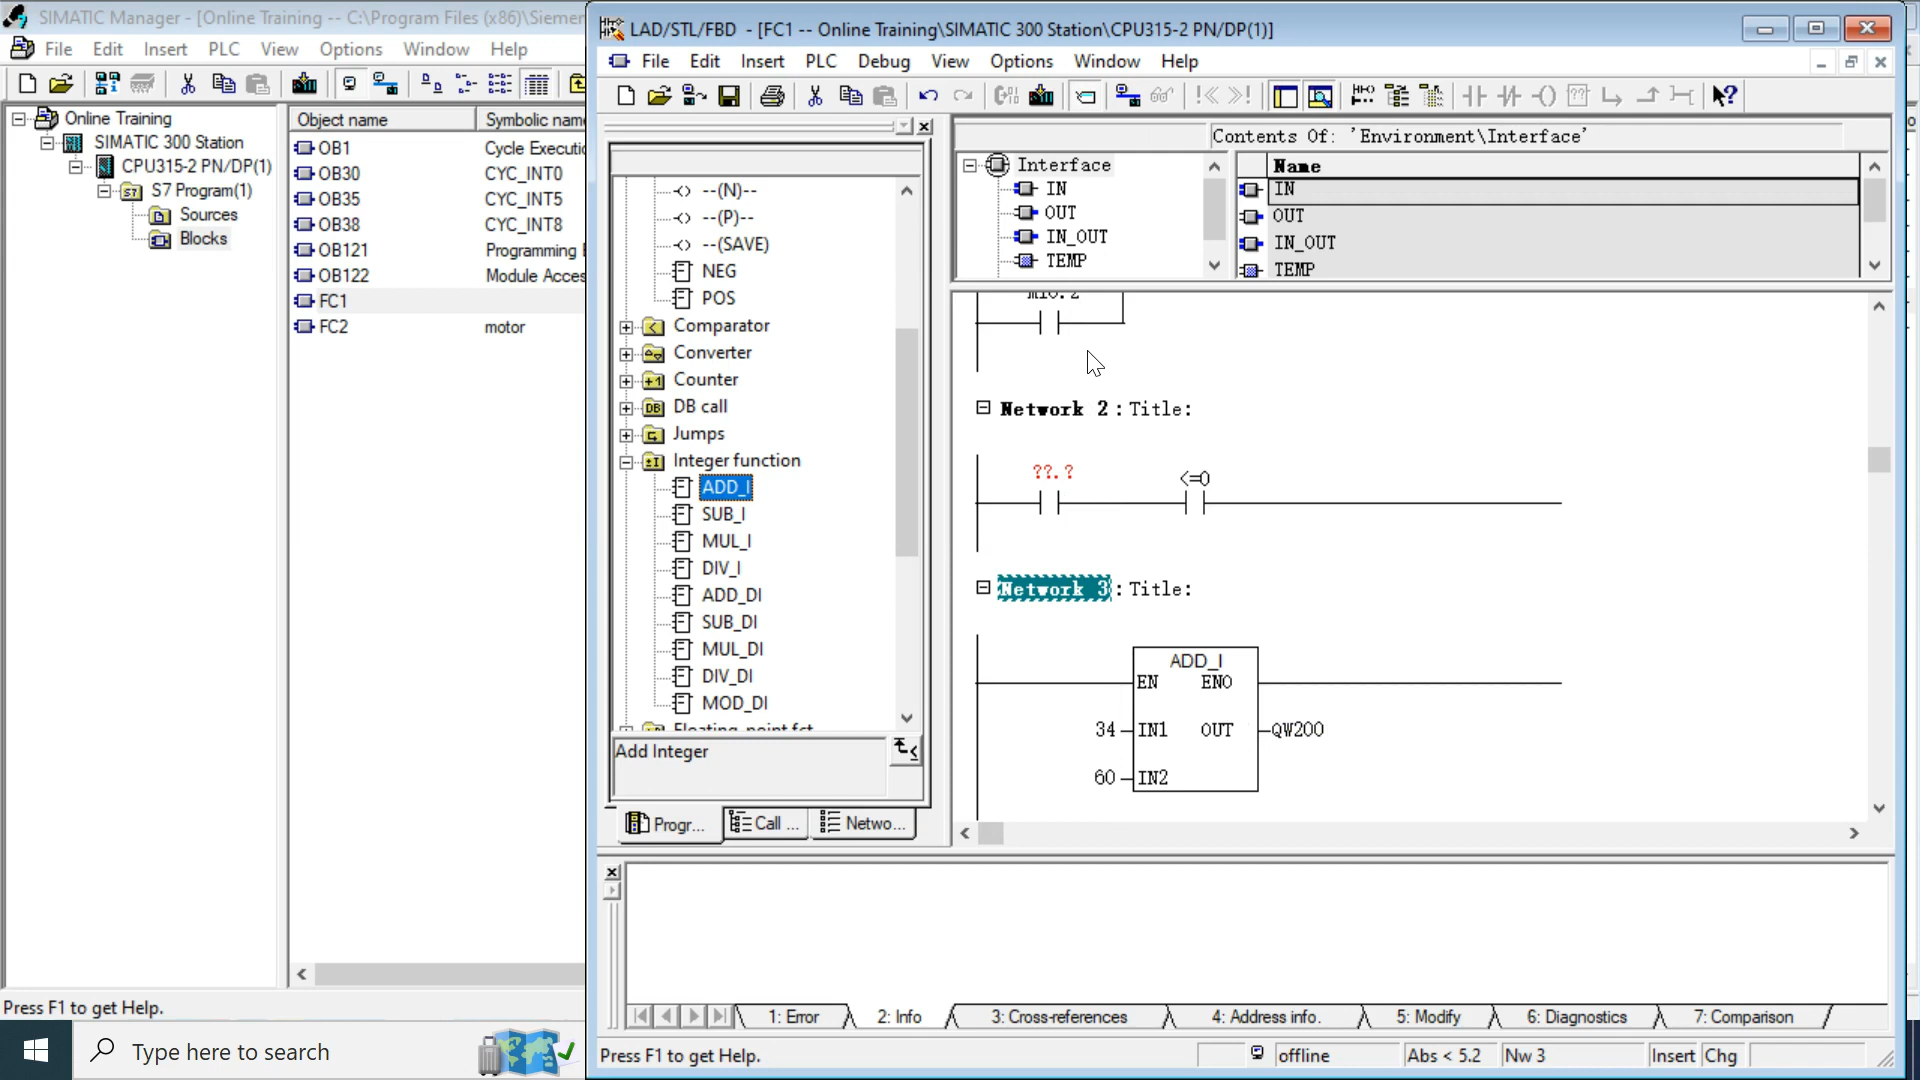 SIMATIC Manager - [Online Training -- C:\Program Files (x86)\Sieme
File Edit Insert PLC View Options Window Help
Online Training
SIMATIC 300 Station
CPU315-2 PN/DP(1)
S7 Program(1)
Sources
Blocks
Object name Symbolic name
OB1 Cycle Executi
OB30 CYC_INT0
OB35 CYC_INT5
OB38 CYC_INT8
OB121 Programming
OB122 Module Acces
FC1
FC2 motor
Press F1 to get Help.
Type here to search
LAD/STL/FBD - [FC1 -- Online Training\SIMATIC 300 Station\CPU315-2 PN/DP(1)]
File Edit Insert PLC Debug View Options Window Help
--(N)--
--(P)--
--(SAVE)
NEG
POS
Comparator
Converter
Counter
DB call
Jumps
Integer function
ADD_I
SUB_I
MUL_I
DIV_I
ADD_DI
SUB_DI
MUL_DI
DIV_DI
MOD_DI
Floating-point fct.
Add Integer
Progr... Call ... Netwo...
Contents Of: 'Environment\Interface'
Interface
IN
OUT
IN_OUT
TEMP
Name
IN
OUT
IN_OUT
TEMP
M10.2
Network 2 : Title:
??.? <=0
Network 3 : Title:
ADD_I
EN ENO
34 IN1 OUT QW200
60 IN2
1: Error 2: Info 3: Cross-references 4: Address info. 5: Modify 6: Diagnostics 7: Comparison
Press F1 to get Help. offline Abs < 5.2 Nw 3 Insert Chg